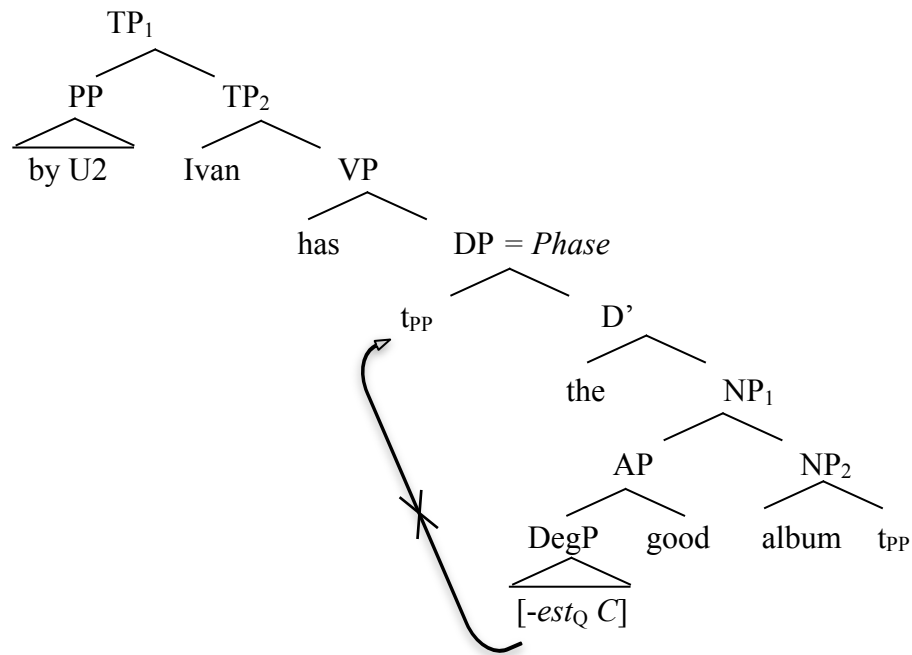 TP₁
PP TP₂
by U2 Ivan VP
has DP = Phase
tPP D’
the NP₁
AP NP₂
DegP good album tPP
[-estQ C]